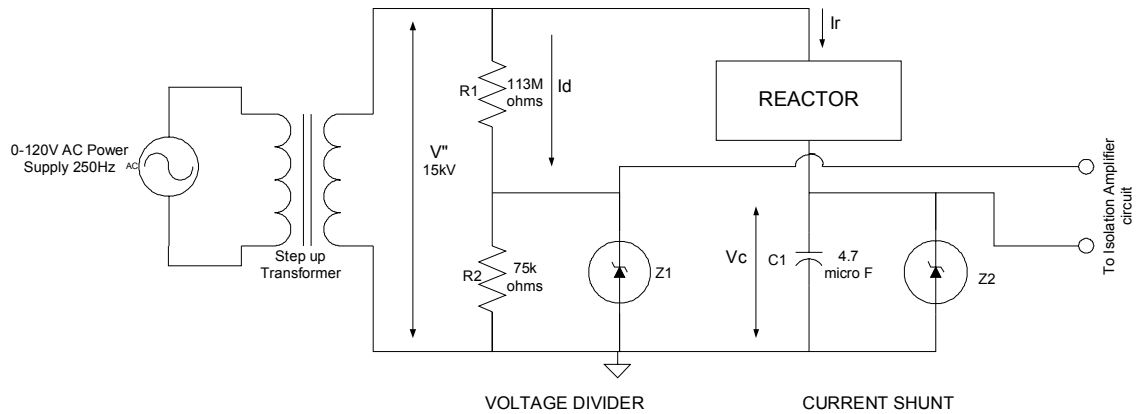 Ir
R1
113M
ohms
Id
REACTOR
0-120V AC Power
Supply 250Hz
AC
V"
15kV
Step up
Transformer
R2
75k
ohms
Z1
Vc
C1
4.7
micro F
Z2
To Isolation Amplifier
circuit
VOLTAGE DIVIDER
CURRENT SHUNT